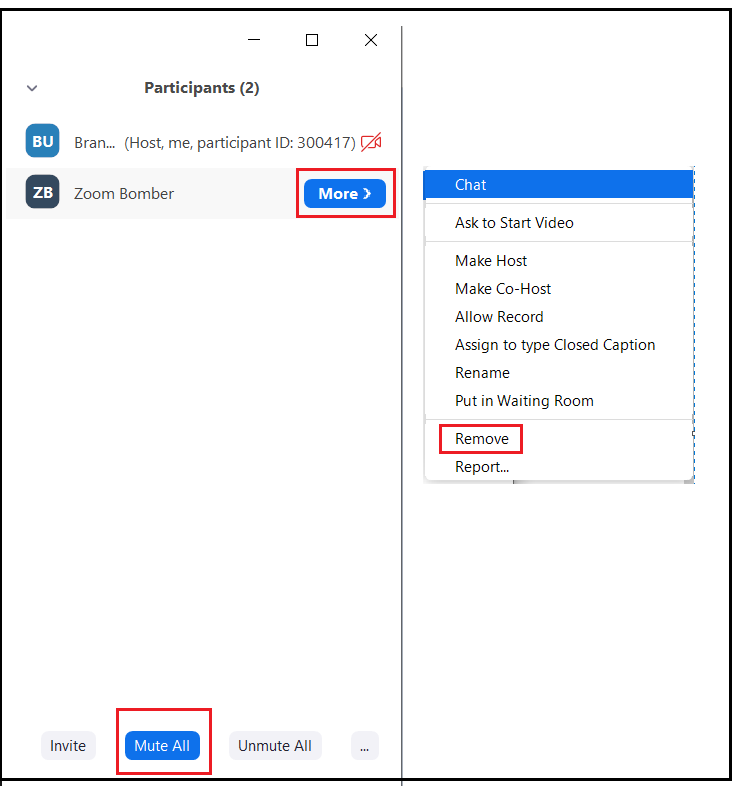 Participants (2)
BU Bran... (Host, me, participant ID: 300417)
ZB Zoom Bomber More ❯
Invite Mute All Unmute All ...
Chat
Ask to Start Video
Make Host
Make Co-Host
Allow Record
Assign to type Closed Caption
Rename
Put in Waiting Room
Remove
Report...